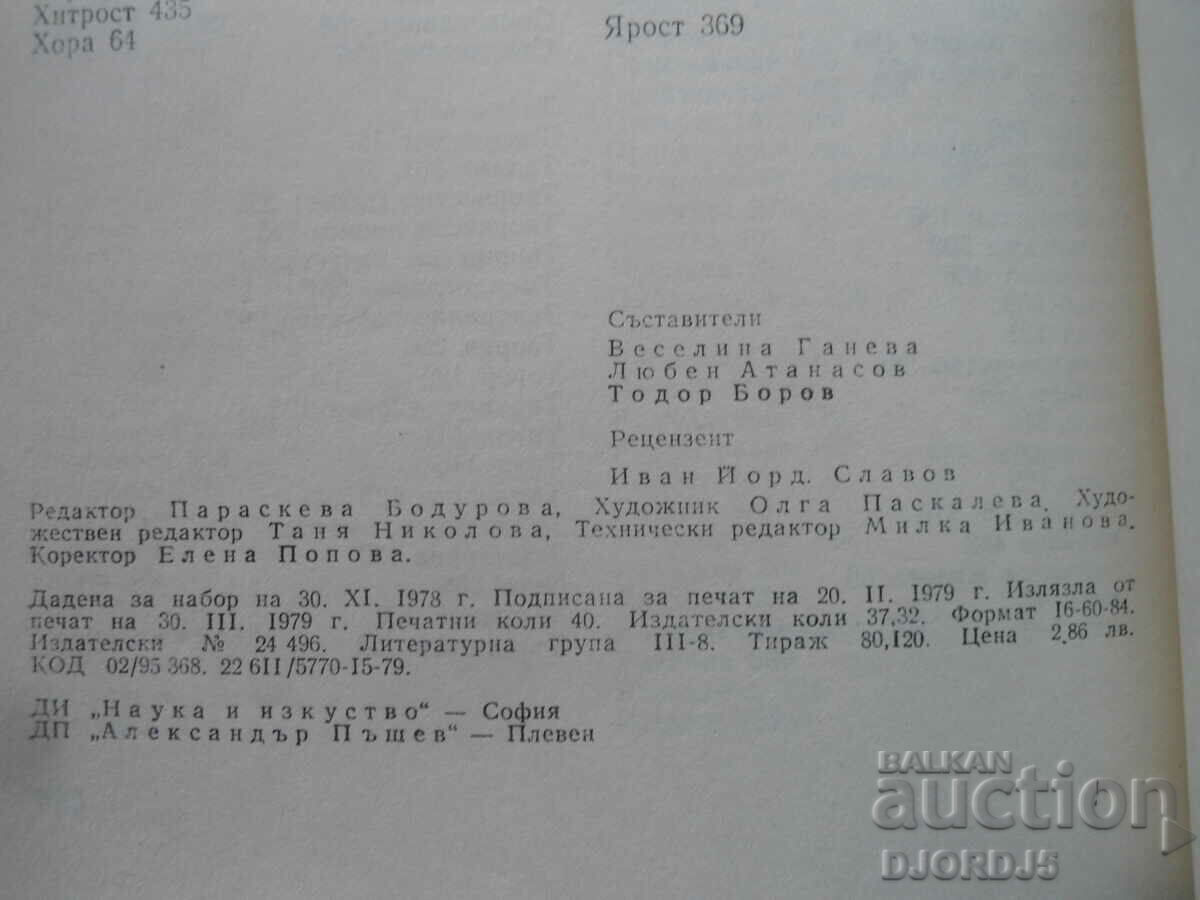 Хитрост 435
Хора 64
Ярост 369
Съставители
Веселина Ганева
Любен Атанасов
Тодор Боров
Рецензент
Иван Йорд. Славов
Редактор Параскева Бодурова, Художник Олга Паскалева. Худо-
жествен редактор Таня Николова, Технически редактор Милка Иванова.
Коректор Елена Попова.
Дадена за набор на 30. XI. 1978 г. Подписана за печат на 20. II. 1979 г. Излязла от
печат на 30. III. 1979 г. Печатни коли 40. Издателски коли 37,32. Формат 16-60-84.
Издателски № 24 496. Литературна група III-8. Тираж 80,120. Цена 2,86 лв.
КОД 02/95 368. 22 611/5770-15-79.
ДИ „Наука и изкуство“ — София
ДП „Александър Пъшев“ — Плевен
BALKAN
auction
DJORDJ5